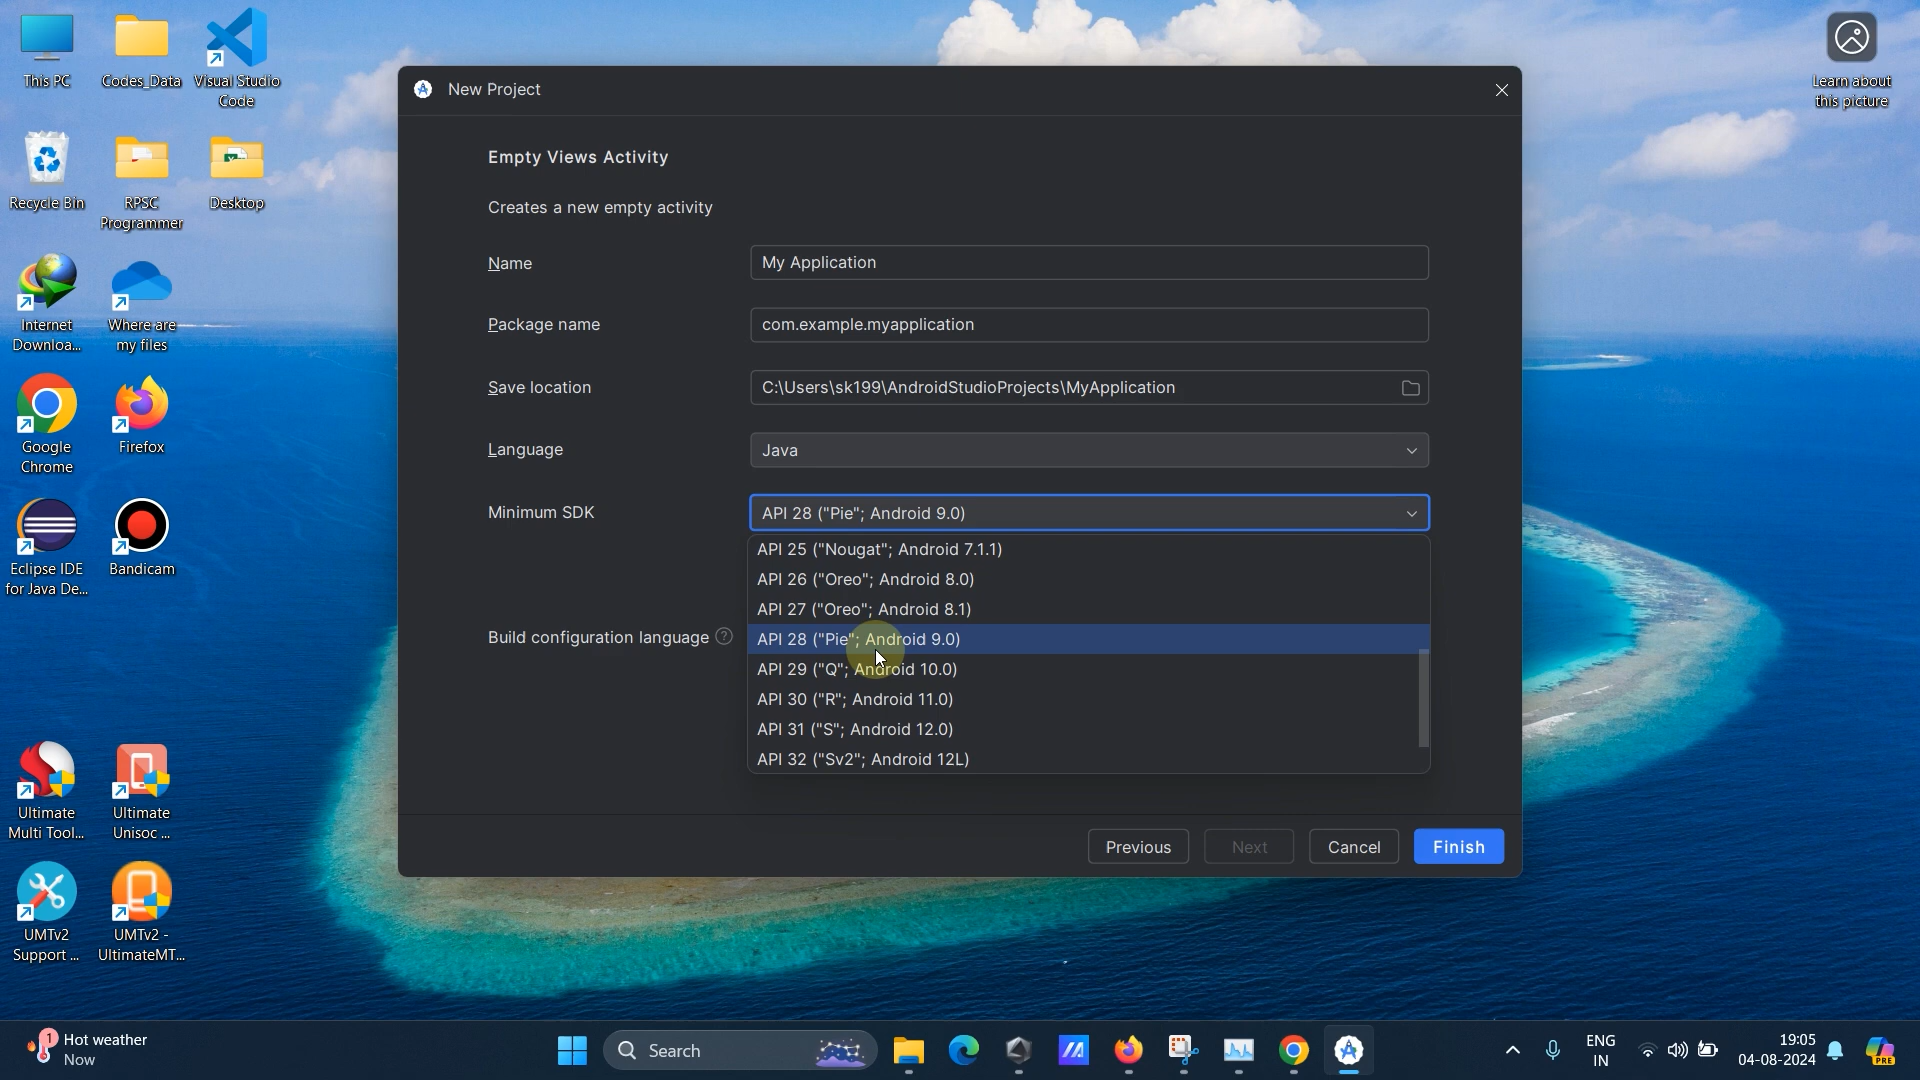 This PC
Codes_Data
Visual Studio
Code
Recycle Bin
RPSC
Programmer
Desktop
Internet
Downloa...
Where are
my files
Google
Chrome
Firefox
Eclipse IDE
for Java De...
Bandicam
Ultimate
Multi Tool...
Ultimate
Unisoc ...
UMTv2
Support ...
UMTv2 -
UltimateMT...
Learn about
this picture
New Project
Empty Views Activity
Creates a new empty activity
Name
My Application
Package name
com.example.myapplication
Save location
C:\Users\sk199\AndroidStudioProjects\MyApplication
Language
Java
Minimum SDK
API 28 ("Pie"; Android 9.0)
API 25 ("Nougat"; Android 7.1.1)
API 26 ("Oreo"; Android 8.0)
API 27 ("Oreo"; Android 8.1)
Build configuration language ?
API 28 ("Pie"; Android 9.0)
API 29 ("Q"; Android 10.0)
API 30 ("R"; Android 11.0)
API 31 ("S"; Android 12.0)
API 32 ("Sv2"; Android 12L)
Previous
Next
Cancel
Finish
1
Hot weather
Now
Search
ENG
IN
19:05
04-08-2024
PRE